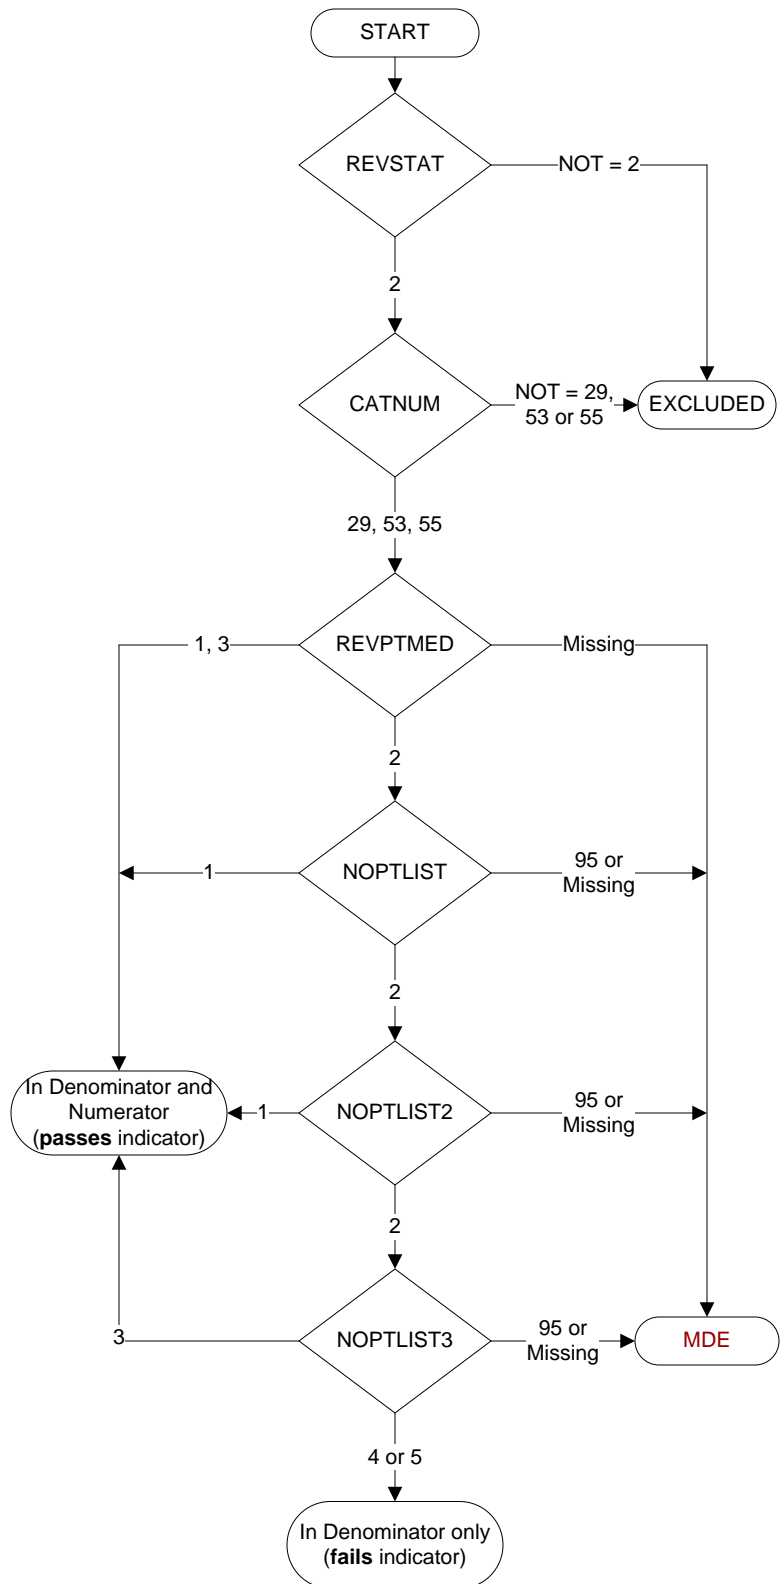 START
REVSTAT
NOT = 2
2
CATNUM
NOT = 29,
53 or 55
EXCLUDED
29, 53, 55
1, 3
REVPTMED
Missing
2
1
NOPTLIST
95 or
Missing
2
In Denominator and
Numerator
(passes indicator)
1
NOPTLIST2
95 or
Missing
2
3
NOPTLIST3
95 or
Missing
MDE
4 or 5
In Denominator only
(fails indicator)